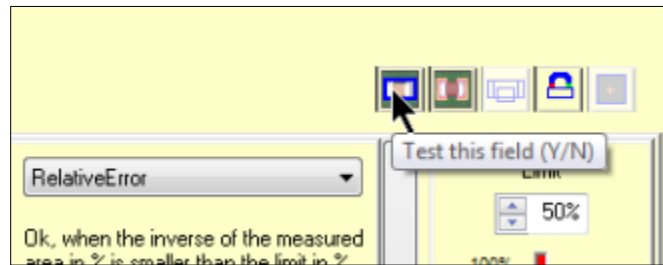 Test this field (Y/N)
RelativeError
Limit
50%
Ok, when the inverse of the measured
area in % is smaller than the limit in %
100%